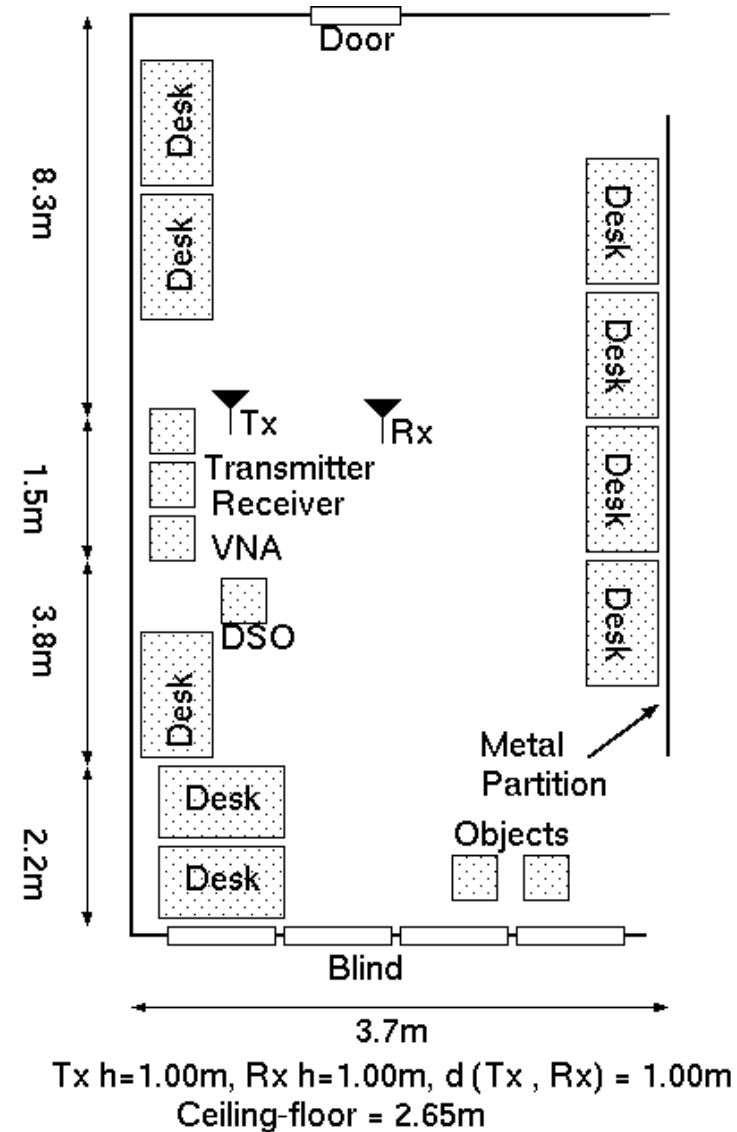 Door
Desk
Desk
Desk
8.3m
Desk
Desk
Tx
Rx
Transmitter
Receiver
Desk
1.5m
VNA
DSO
Desk
3.8m
Desk
Metal
Partition
Desk
Objects
Desk
2.2m
Blind
3.7m
Tx h=1.00m, Rx h=1.00m, d (Tx , Rx) = 1.00m
Ceiling-floor = 2.65m